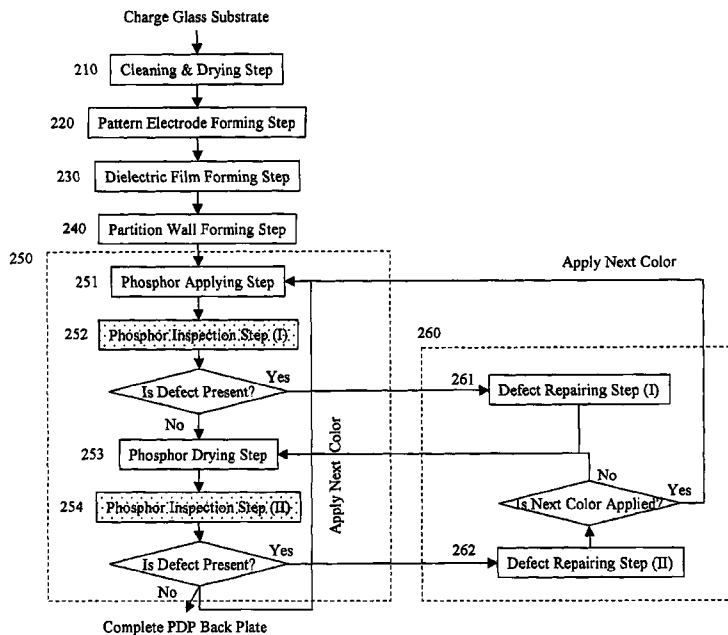 Charge Glass Substrate
210
Cleaning & Drying Step
220
Pattern Electrode Forming Step
230
Dielectric Film Forming Step
240
Partition Wall Forming Step
250
251
Phosphor Applying Step
Apply Next Color
252
Phosphor Inspection Step (I)
260
Is Defect Present?
Yes
261
Defect Repairing Step (I)
No
253
Phosphor Drying Step
Apply Next Color
No
Is Next Color Applied?
Yes
254
Phosphor Inspection Step (II)
Is Defect Present?
Yes
262
Defect Repairing Step (II)
No
Complete PDP Back Plate